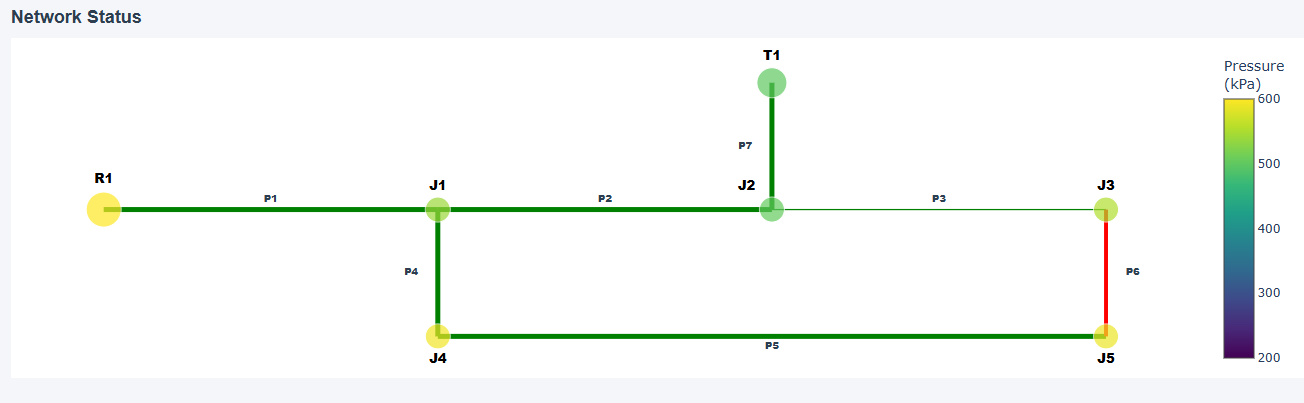 Network Status
T1
Pressure
(kPa)
600
P7
500
R1
J1
J2
J3
P1
P2
P3
400
P4
P6
300
P5
J4
J5
200